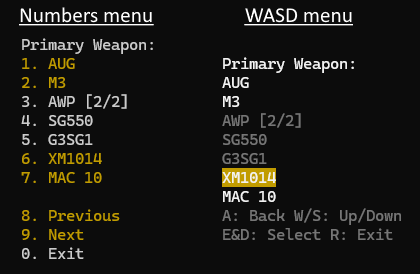 Numbers menu
Primary Weapon:
1. AUG
2. M3
3. AWP [2/2]
4. SG550
5. G3SG1
6. XM1014
7. MAC 10
8. Previous
9. Next
0. Exit
WASD menu
Primary Weapon:
AUG
M3
AWP [2/2]
SG550
G3SG1
XM1014
MAC 10
A: Back W/S: Up/Down
E&D: Select R: Exit